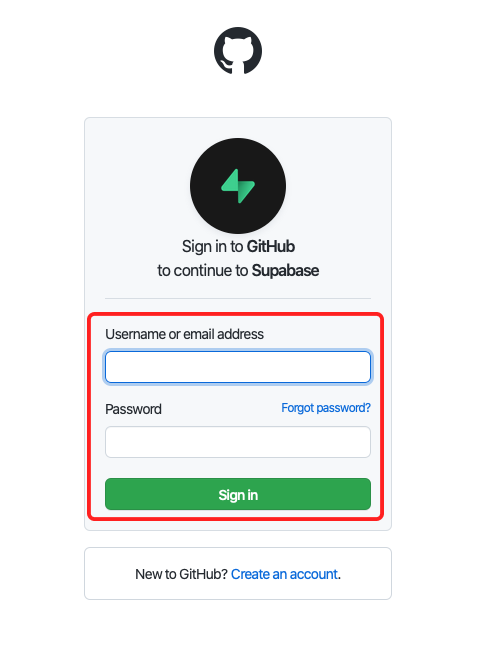 Sign in to GitHub
to continue to Supabase
Username or email address
Password Forgot password?
Sign in
New to GitHub? Create an account.